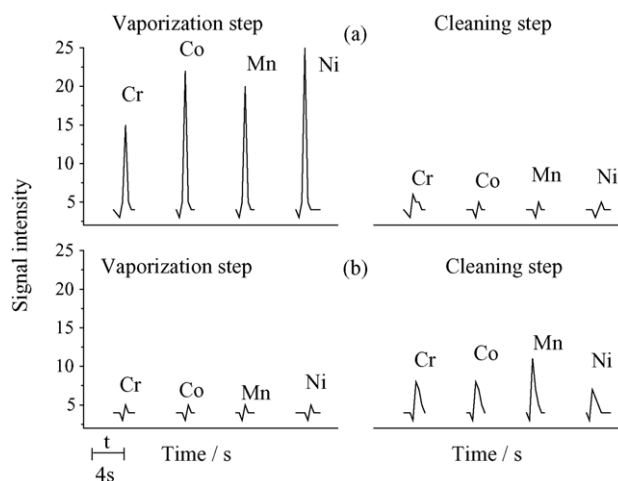 Vaporization step (a) Cleaning step
25
20
15
10
5
Cr Co Mn Ni
Cr Co Mn Ni
Signal intensity
Vaporization step (b) Cleaning step
25
20
15
10
5
Cr Co Mn Ni
Cr Co Mn Ni
t
4s
Time / s Time / s